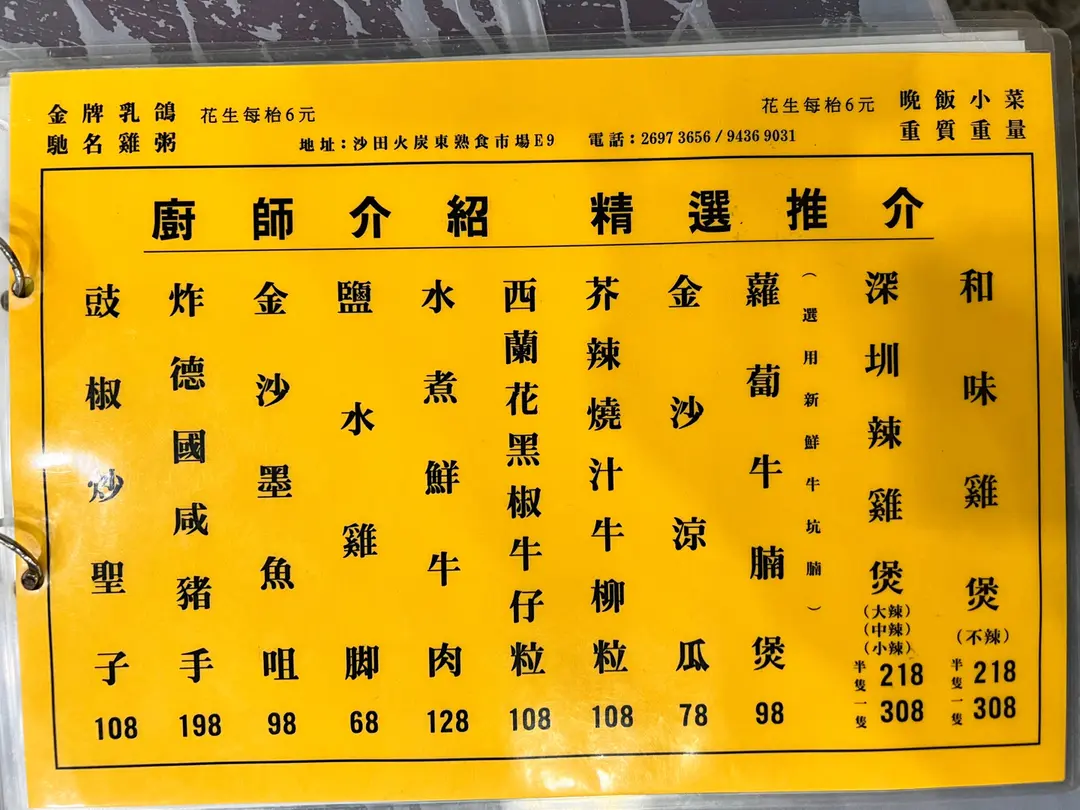 金牌乳鴿
馳名雞粥
花生每枱6元
花生每枱6元
晚飯小菜
重質重量
地址：沙田火炭東熟食市場E9 電話：2697 3656 / 9436 9031
廚師介紹 精選推介
和味雞煲
（不辣）
半隻 218
一隻 308
深圳辣雞煲
（大辣）
（中辣）
（小辣）
半隻 218
一隻 308
（選用新鮮牛坑腩）
蘿蔔牛腩煲
98
金沙涼瓜
78
芥辣燒汁牛柳粒
108
西蘭花黑椒牛仔粒
108
水煮鮮牛肉
128
鹽水雞腳
68
金沙墨魚咀
98
炸德國咸豬手
198
豉椒炒聖子
108